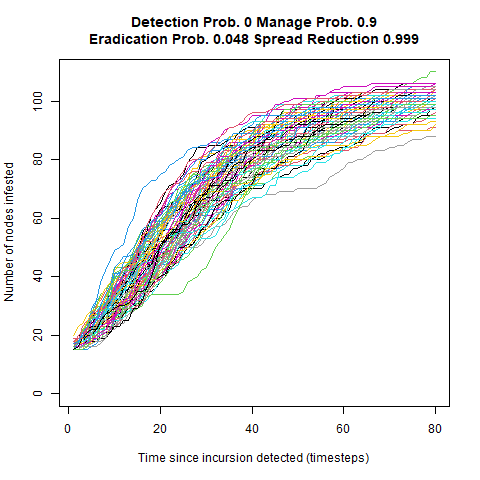 Detection Prob. 0 Manage Prob. 0.9
Eradication Prob. 0.048 Spread Reduction 0.999
Number of nodes infested
100
80
60
40
20
0
0 20 40 60 80
Time since incursion detected (timesteps)